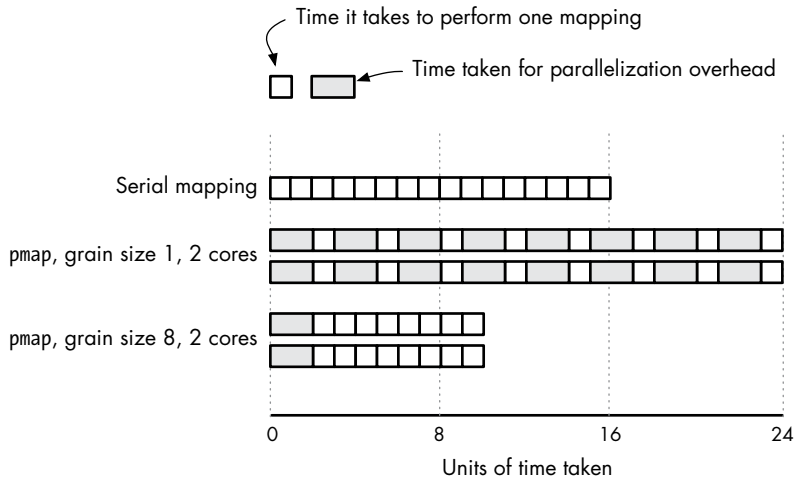 Time it takes to perform one mapping
Time taken for parallelization overhead
Serial mapping
pmap, grain size 1, 2 cores
pmap, grain size 8, 2 cores
0 8 16 24
Units of time taken